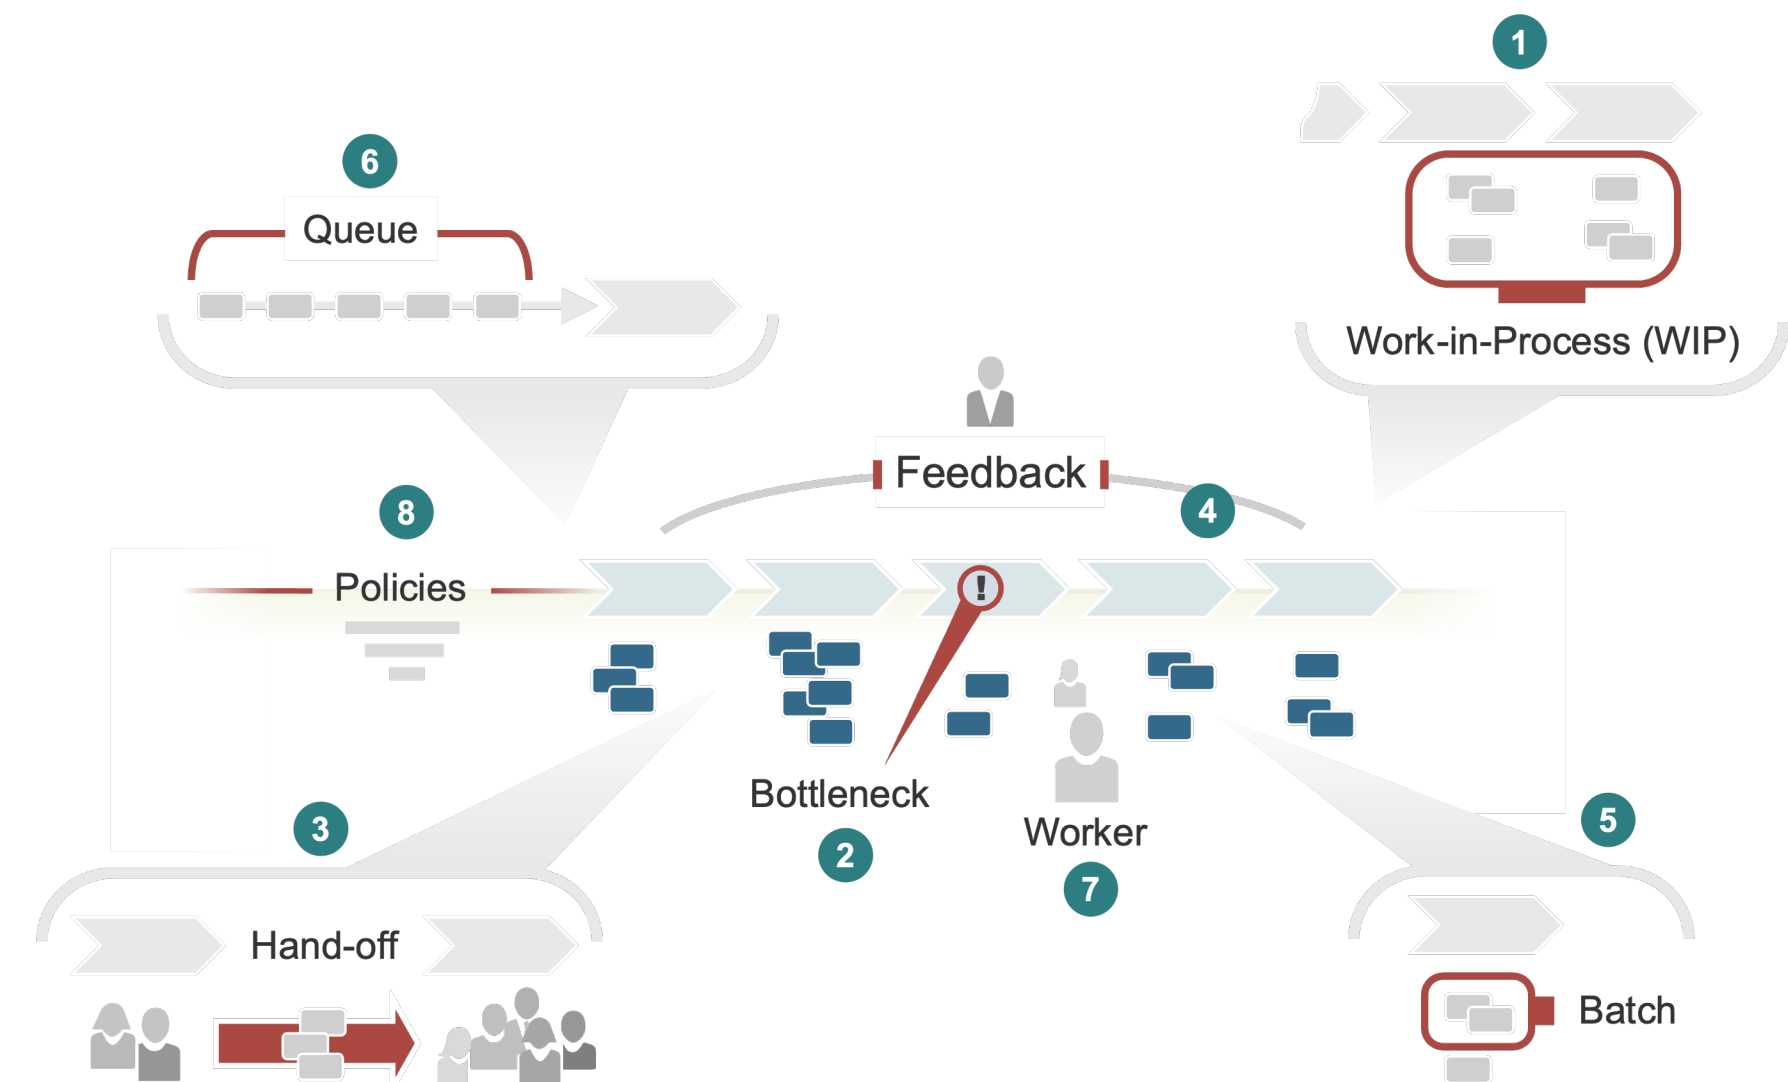 1
6
Queue
Work-in-Process (WIP)
Feedback
8
4
Policies
!
Bottleneck
3
2
Worker
5
7
Hand-off
Batch